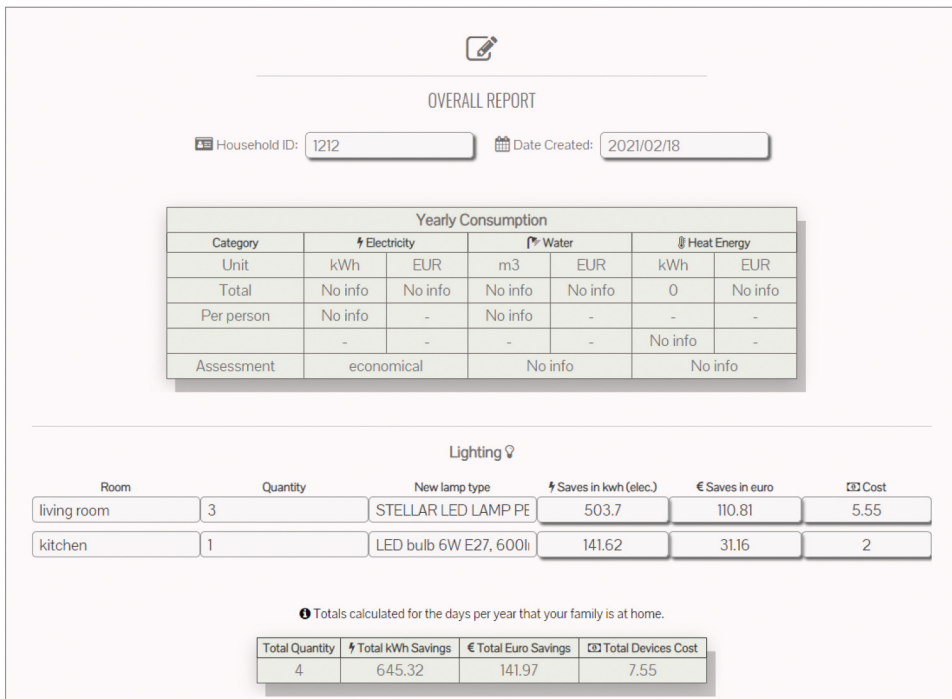 OVERALL REPORT
Household ID: 1212 Date Created: 2021/02/18
Yearly Consumption
Category Electricity Water Heat Energy
Unit kWh EUR m3 EUR kWh EUR
Total No info No info No info No info 0 No info
Per person No info - No info - - -
- - - - No info -
Assessment economical No info No info
Lighting
Room Quantity New lamp type Saves in kwh (elec.) € Saves in euro Cost
living room 3 STELLAR LED LAMP PE 503.7 110.81 5.55
kitchen 1 LED bulb 6W E27, 600l 141.62 31.16 2
Totals calculated for the days per year that your family is at home.
Total Quantity Total kWh Savings € Total Euro Savings Total Devices Cost
4 645.32 141.97 7.55